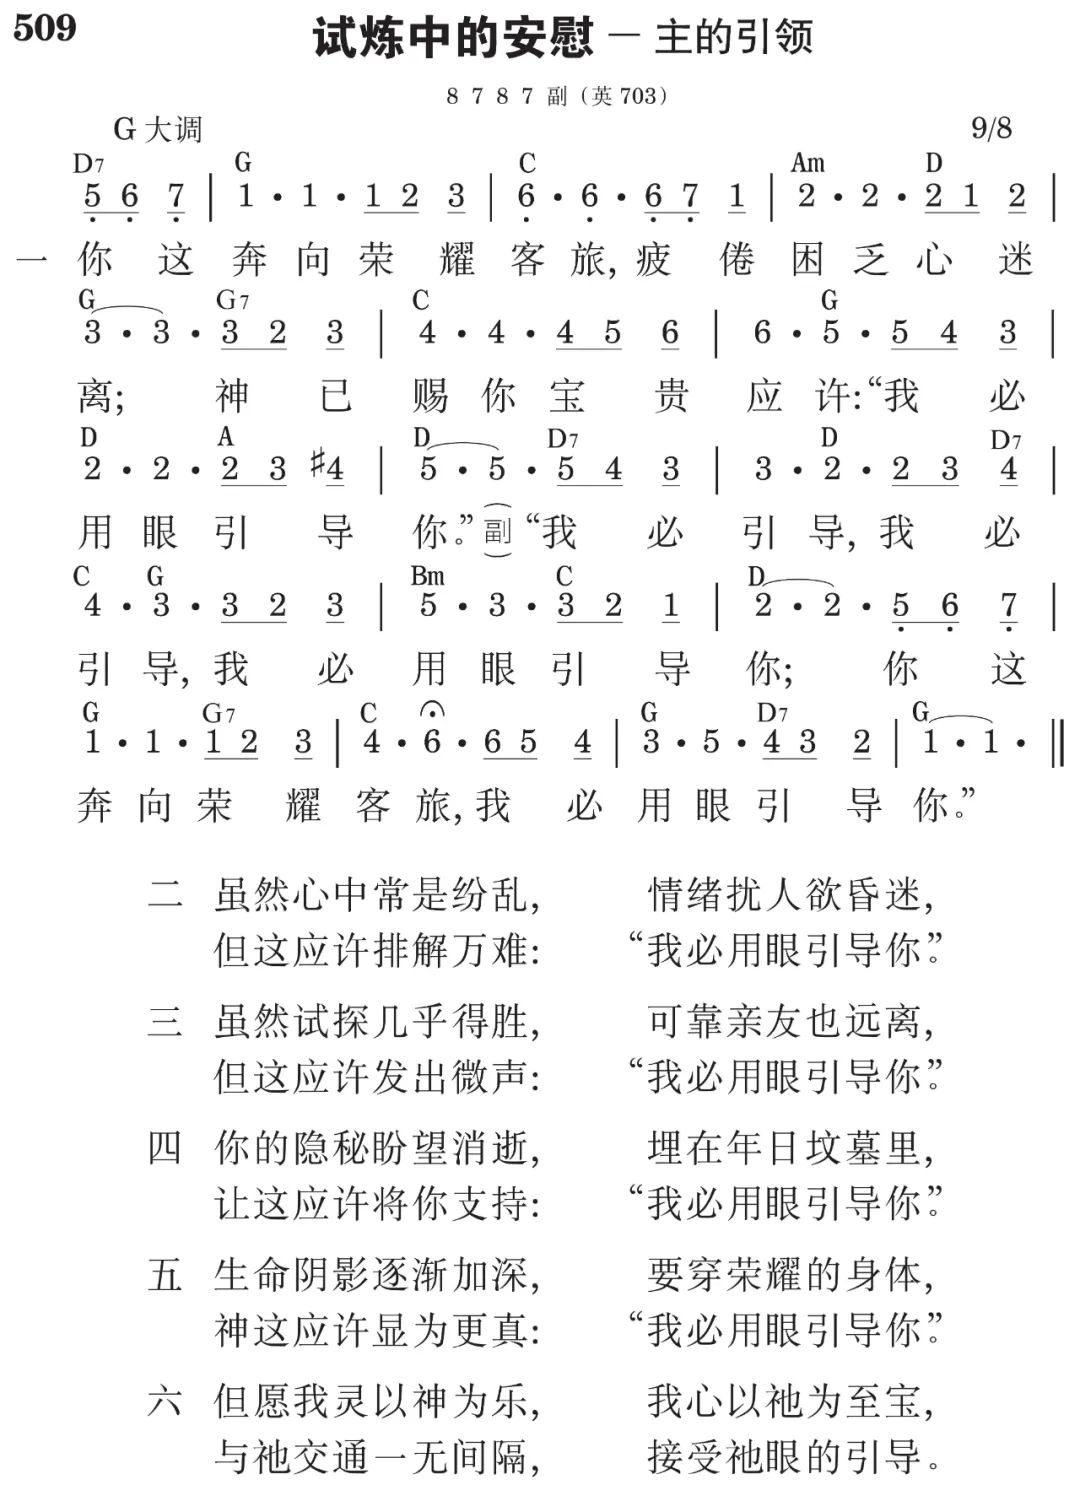 509 试炼中的安慰 — 主的引领
8 7 8 7 副（英703）
G 大调 9/8
D7 G C Am D
5 6 7 | 1 • 1 • 1 2 3 | 6 • 6 • 6 7 1 | 2 • 2 • 2 1 2 |
一 你 这 奔 向 荣 耀 客 旅, 疲 倦 困 乏 心 迷
G G7 C G
3 • 3 • 3 2 3 | 4 • 4 • 4 5 6 | 6 • 5 • 5 4 3 |
离; 神 已 赐 你 宝 贵 应 许: “我 必
D A D D7 D D7
2 • 2 • 2 3 #4 | 5 • 5 • 5 4 3 | 3 • 2 • 2 3 4 |
用 眼 引 导 你。” (副) “我 必 引 导, 我 必
C G Bm C D
4 • 3 • 3 2 3 | 5 • 3 • 3 2 1 | 2 • 2 • 5 6 7 |
引 导, 我 必 用 眼 引 导 你; 你 这
G G7 C G D7 G
1 • 1 • 1 2 3 | 4 • 6 • 6 5 4 | 3 • 5 • 4 3 2 | 1 • 1 • ||
奔 向 荣 耀 客 旅, 我 必 用 眼 引 导 你。”
二 虽然心中常是纷乱, 情绪扰人欲昏迷,
但这应许排解万难: “我必用眼引导你。”
三 虽然试探几乎得胜, 可靠亲友也远离,
但这应许发出微声: “我必用眼引导你。”
四 你的隐秘盼望消逝, 埋在年日坟墓里,
让这应许将你支持: “我必用眼引导你。”
五 生命阴影逐渐加深, 要穿荣耀的身体,
神这应许显为更真: “我必用眼引导你。”
六 但愿我灵以神为乐, 我心以祂为至宝,
与祂交通一无间隔, 接受祂眼的引导。